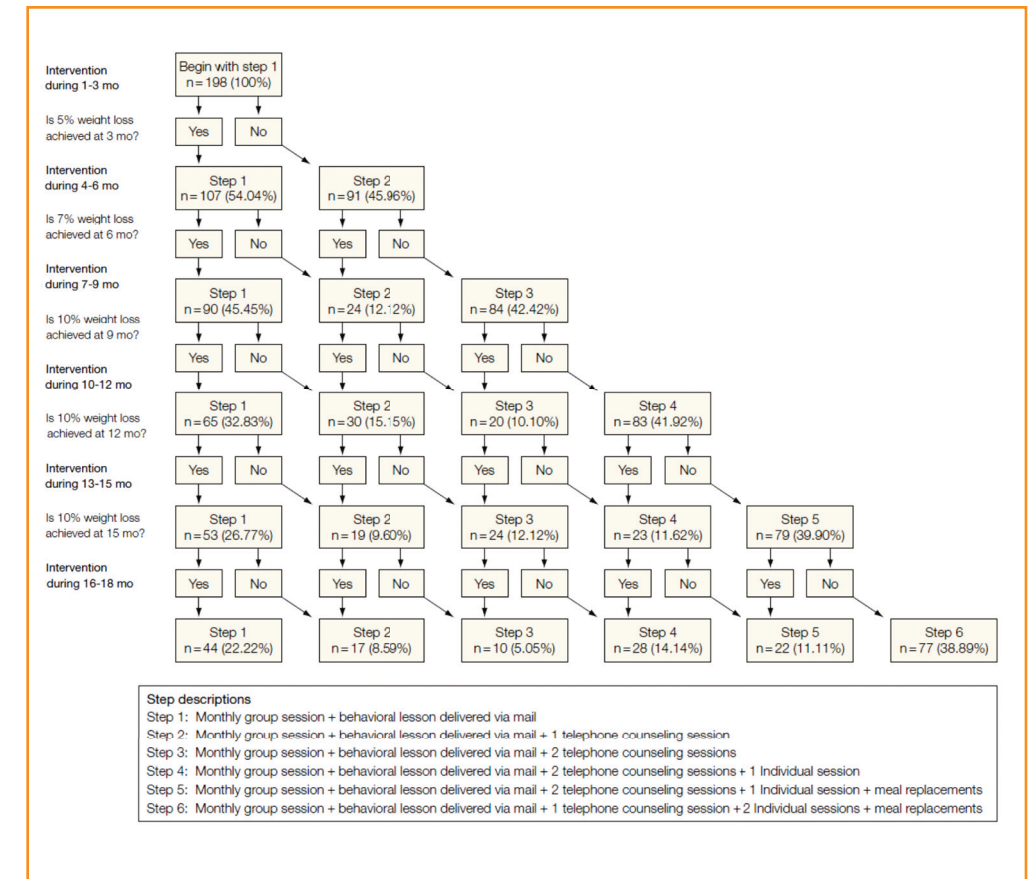 Intervention
during 1-3 mo
Begin with step 1
n=198 (100%)
Is 5% weight loss
achieved at 3 mo?
Yes No
Intervention
during 4-6 mo
Step 1 Step 2
n=107 (54.04%) n=91 (45.96%)
Is 7% weight loss
achieved at 6 mo?
Yes No Yes No
Intervention
during 7-9 mo
Step 1 Step 2 Step 3
n=90 (45.45%) n=24 (12.12%) n=84 (42.42%)
Is 10% weight loss
achieved at 9 mo?
Yes No Yes No Yes No
Intervention
during 10-12 mo
Step 1 Step 2 Step 3 Step 4
n=65 (32.83%) n=30 (15.15%) n=20 (10.10%) n=83 (41.92%)
Is 10% weight loss
achieved at 12 mo?
Yes No Yes No Yes No Yes No
Intervention
during 13-15 mo
Step 1 Step 2 Step 3 Step 4 Step 5
n=53 (26.77%) n=19 (9.60%) n=24 (12.12%) n=23 (11.62%) n=79 (39.90%)
Is 10% weight loss
achieved at 15 mo?
Yes No Yes No Yes No Yes No Yes No
Intervention
during 16-18 mo
Step 1 Step 2 Step 3 Step 4 Step 5 Step 6
n=44 (22.22%) n=17 (8.59%) n=10 (5.05%) n=28 (14.14%) n=22 (11.11%) n=77 (38.89%)
Step descriptions
Step 1: Monthly group session + behavioral lesson delivered via mail
Step 2: Monthly group session + behavioral lesson delivered via mail + 1 telephone counseling session
Step 3: Monthly group session + behavioral lesson delivered via mail + 2 telephone counseling sessions
Step 4: Monthly group session + behavioral lesson delivered via mail + 2 telephone counseling sessions + 1 Individual session
Step 5: Monthly group session + behavioral lesson delivered via mail + 2 telephone counseling sessions + 1 Individual session + meal replacements
Step 6: Monthly group session + behavioral lesson delivered via mail + 1 telephone counseling session + 2 Individual sessions + meal replacements